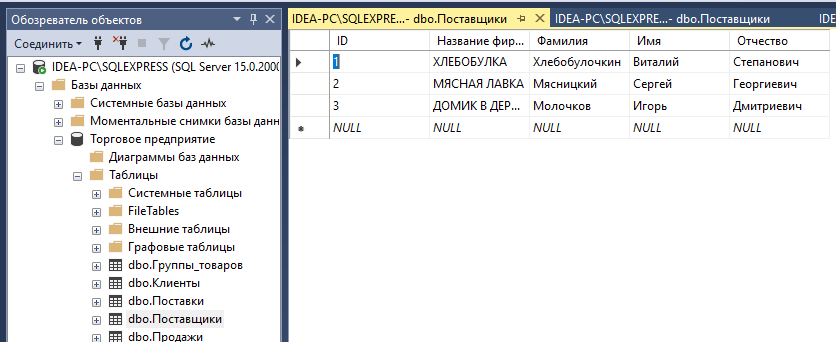 Обозреватель объектов
Соединить
IDEA-PC\SQLEXPRESS (SQL Server 15.0.2000
Базы данных
Системные базы данных
Моментальные снимки базы данн
Торговое предприятие
Диаграммы баз данных
Таблицы
Системные таблицы
FileTables
Внешние таблицы
Графовые таблицы
dbo.Группы_товаров
dbo.Клиенты
dbo.Поставки
dbo.Поставщики
dbo.Продажи
IDEA-PC\SQLEXPRE...- dbo.Поставщики IDEA-PC\SQLEXPRE...- dbo.Поставщики IDE
ID Название фир... Фамилия Имя Отчество
1 ХЛЕБОБУЛКА Хлебобулочкин Виталий Степанович
2 МЯСНАЯ ЛАВКА Мясницкий Сергей Георгиевич
3 ДОМИК В ДЕР... Молочков Игорь Дмитриевич
NULL NULL NULL NULL NULL